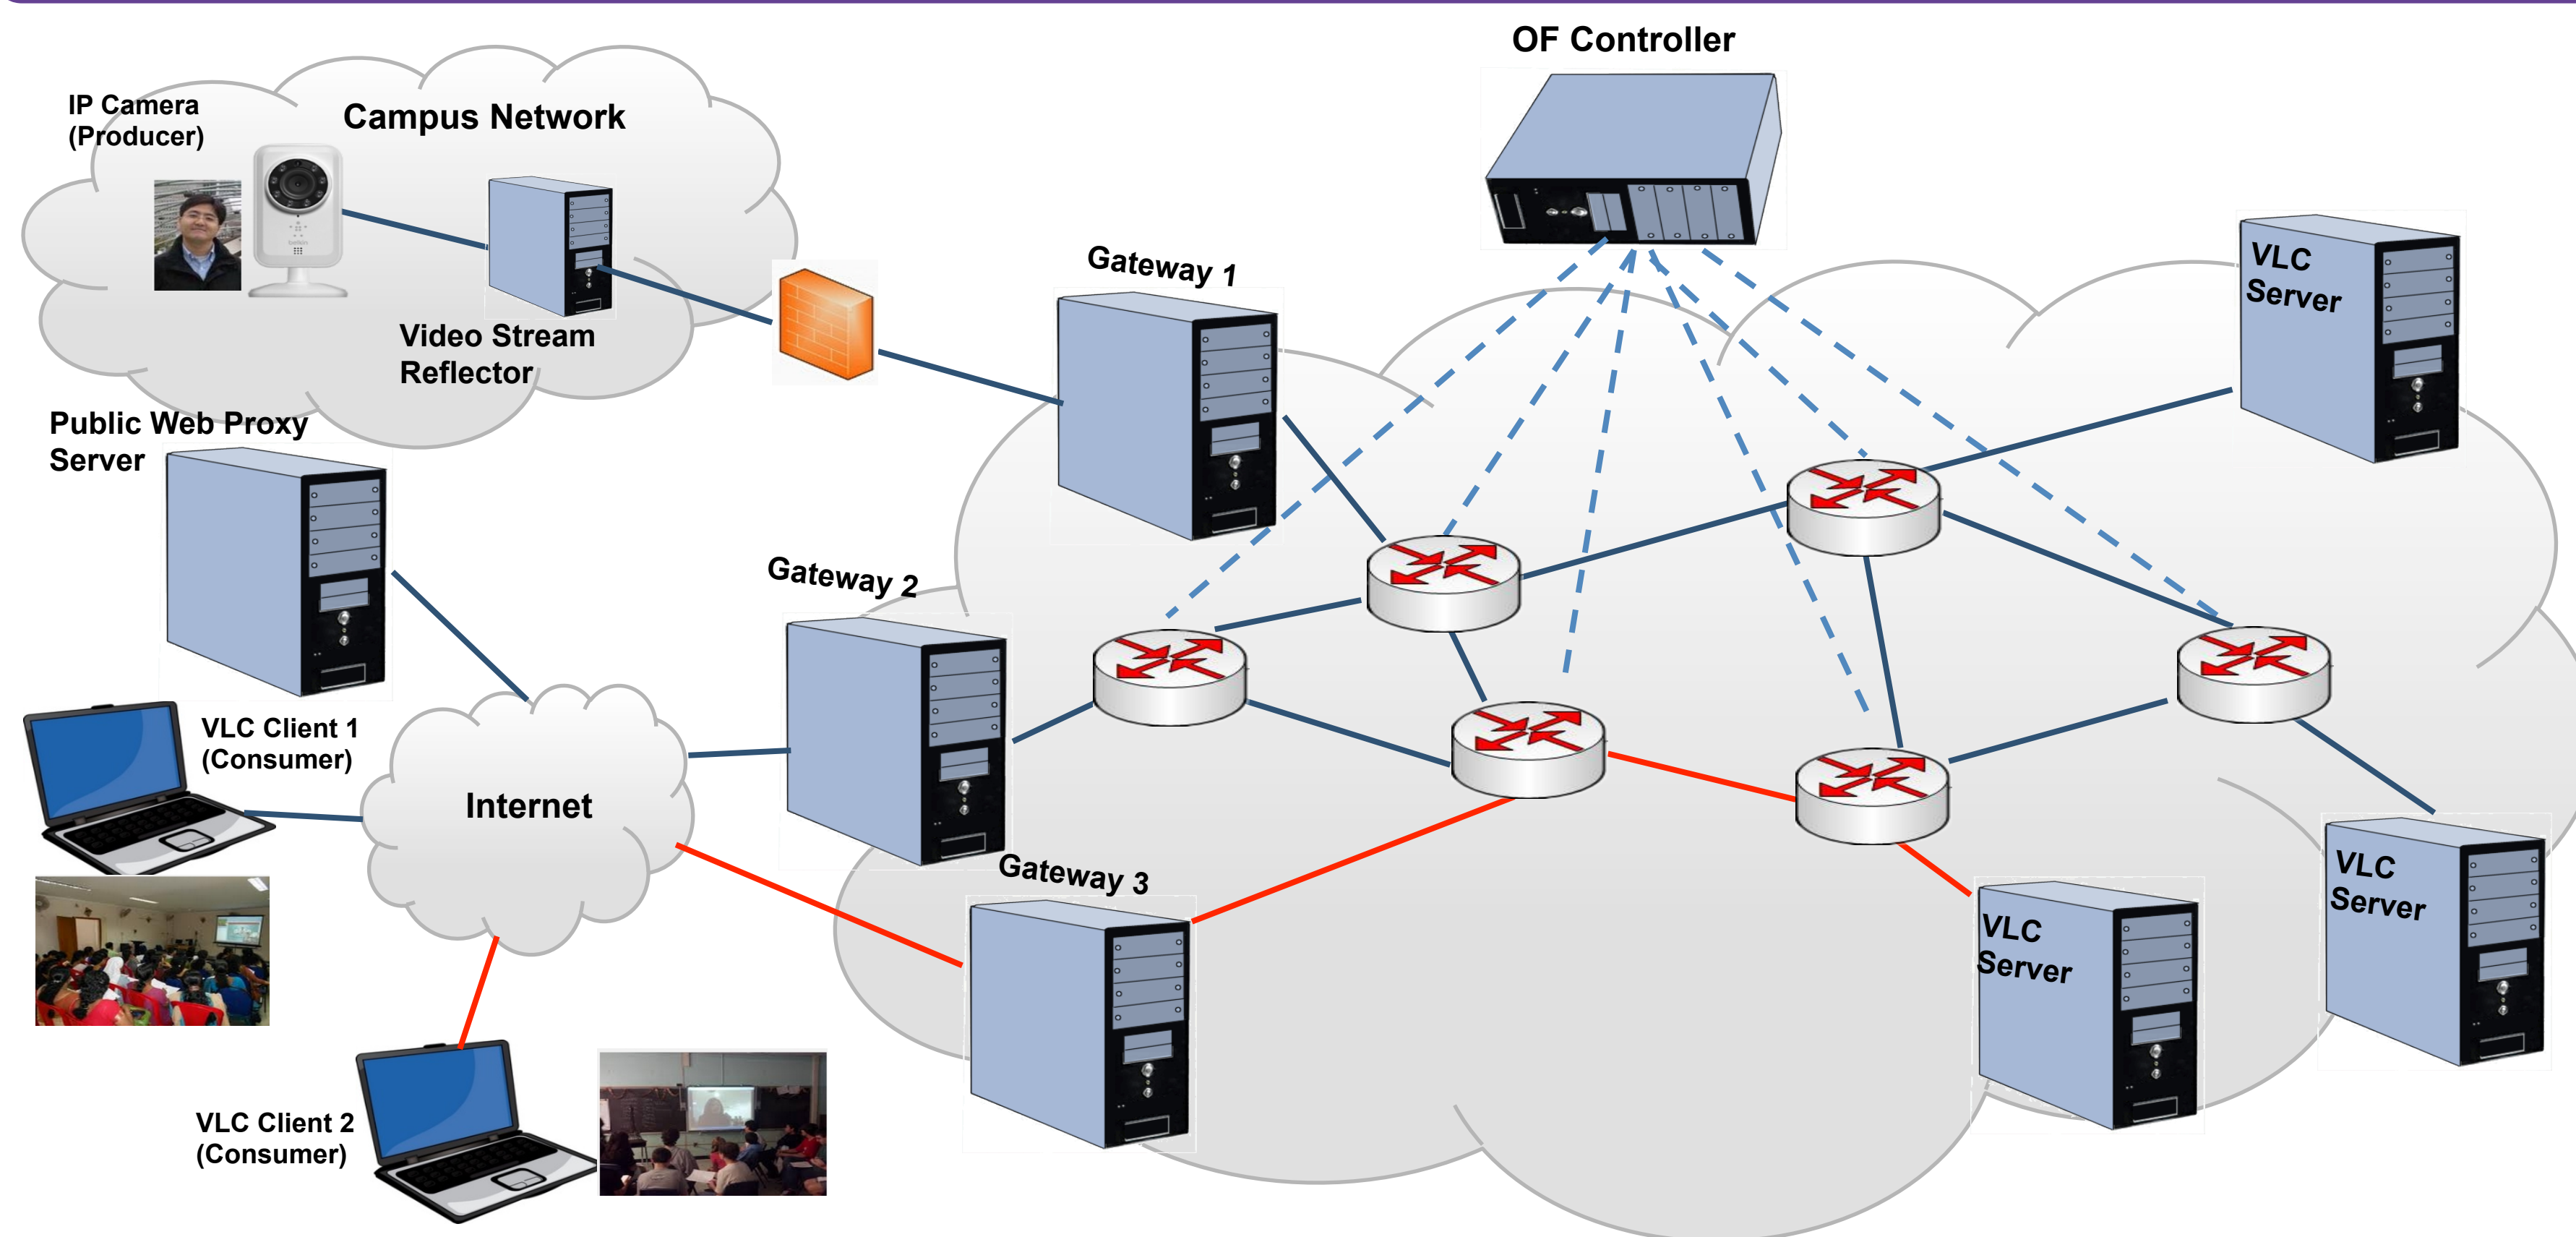 OF Controller
IP Camera
(Producer)
Campus Network
Video Stream
Reflector
Gateway 1
VLC
Server
Public Web Proxy
Server
Gateway 2
VLC Client 1
(Consumer)
Internet
Gateway 3
VLC
Server
VLC
Server
VLC Client 2
(Consumer)
belkin